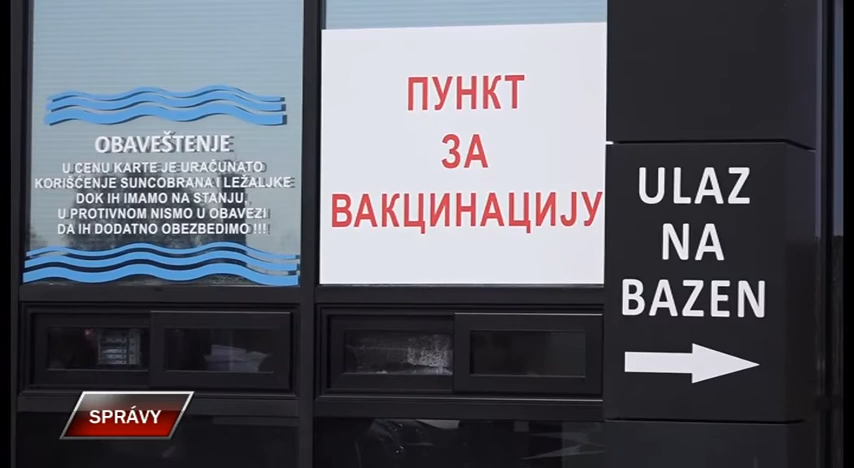 OBAVEŠTENJE
U CENU KARTE JE URAČUNATO
KORIŠĆENJE SUNCOBRANA I LEŽALJKE
DOK IH IMAMO NA STANJU,
U PROTIVNOM NISMO U OBAVEZI
DA IH DODATNO OBEZBEDIMO !!!
ПУНКТ
ЗА
ВАКЦИНАЦИЈУ
ULAZ
NA
BAZEN
SPRÁVY